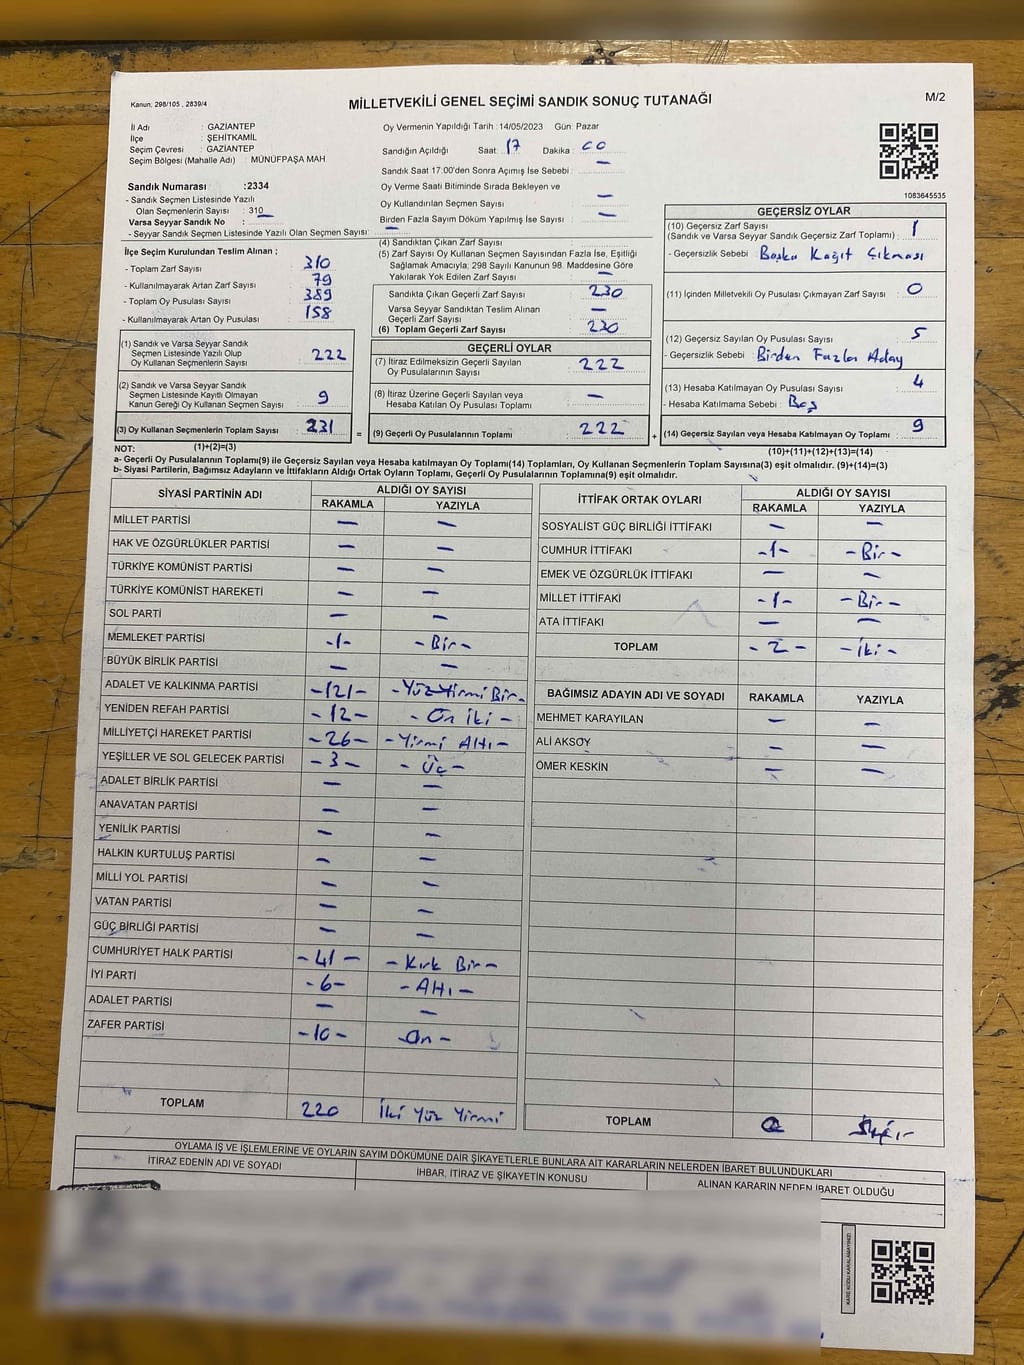 Kanun: 298/105 , 2839/4
MİLLETVEKİLİ GENEL SEÇİMİ SANDIK SONUÇ TUTANAĞI
M/2
İl Adı : GAZİANTEP
İlçe : ŞEHİTKAMİL
Seçim Çevresi : GAZİANTEP
Seçim Bölgesi (Mahalle Adı) : MÜNÜFPAŞA MAH
Oy Vermenin Yapıldığı Tarih :14/05/2023 Gün: Pazar
Sandığın Açıldığı Saat: 17 Dakika : 00
Sandık Saat 17:00'den Sonra Açımış İse Sebebi : —
Oy Verme Saati Bitiminde Sırada Bekleyen ve
Oy Kullandırılan Seçmen Sayısı —
Birden Fazla Sayım Döküm Yapılmış İse Sayısı : —
1083645535
Sandık Numarası :2334
- Sandık Seçmen Listesinde Yazılı
Olan Seçmenlerin Sayısı : 310
Varsa Seyyar Sandık No :
- Seyyar Sandık Seçmen Listesinde Yazılı Olan Seçmen Sayısı: —
İlçe Seçim Kurulundan Teslim Alınan ;
- Toplam Zarf Sayısı 310
- Kullanılmayarak Artan Zarf Sayısı 79
- Toplam Oy Pusulası Sayısı 389
- Kullanılmayarak Artan Oy Pusulası 158
(1) Sandık ve Varsa Seyyar Sandık
Seçmen Listesinde Yazılı Olup
Oy Kullanan Seçmenlerin Sayısı 222
(2) Sandık ve Varsa Seyyar Sandık
Seçmen Listesinde Kayıtlı Olmayan
Kanun Gereği Oy Kullanan Seçmen Sayısı 9
(3) Oy Kullanan Seçmenlerin Toplam Sayısı 231
(4) Sandıktan Çıkan Zarf Sayısı
(5) Zarf Sayısı Oy Kullanan Seçmen Sayısından Fazla İse, Eşitliği
Sağlamak Amacıyla, 298 Sayılı Kanunun 98. Maddesine Göre
Yakılarak Yok Edilen Zarf Sayısı —
Sandıkta Çıkan Geçerli Zarf Sayısı 230
Varsa Seyyar Sandıktan Teslim Alınan
Geçerli Zarf Sayısı —
(6) Toplam Geçerli Zarf Sayısı 230
GEÇERLİ OYLAR
(7) İtiraz Edilmeksizin Geçerli Sayılan
Oy Pusulalarının Sayısı 222
(8) İtiraz Üzerine Geçerli Sayılan veya
Hesaba Katılan Oy Pusulası Toplamı —
= (9) Geçerli Oy Pusulalarının Toplamı 222 +
GEÇERSİZ OYLAR
(10) Geçersiz Zarf Sayısı
(Sandık ve Varsa Seyyar Sandık Geçersiz Zarf Toplamı) : 1
- Geçersizlik Sebebi Başka Kağıt Çıkması
(11) İçinden Milletvekili Oy Pusulası Çıkmayan Zarf Sayısı 0
(12) Geçersiz Sayılan Oy Pusulası Sayısı 5
- Geçersizlik Sebebi : Birden Fazla Aday
(13) Hesaba Katılmayan Oy Pusulası Sayısı 4
- Hesaba Katılmama Sebebi : Boş
(14) Geçersiz Sayılan veya Hesaba Katılmayan Oy Toplamı 9
NOT: (1)+(2)=(3)
(10)+(11)+(12)+(13)=(14)
a- Geçerli Oy Pusulası Toplamı(9) ile Geçersiz Sayılan veya Hesaba katılmayan Oy Toplamı(14) Toplamları, Oy Kullanan Seçmenlerin Toplam Sayısına(3) eşit olmalıdır. (9)+(14)=(3)
b- Siyasi Partilerin, Bağımsız Adayların ve İttifakların Aldığı Ortak Oyların Toplamı, Geçerli Oy Pusulalarının Toplamına(9) eşit olmalıdır.
SİYASİ PARTİNİN ADI ALDIĞI OY SAYISI
RAKAMLA YAZIYLA
MİLLET PARTİSİ — —
HAK VE ÖZGÜRLÜKLER PARTİSİ — —
TÜRKİYE KOMÜNİST PARTİSİ — —
TÜRKİYE KOMÜNİST HAREKETİ — —
SOL PARTİ — —
MEMLEKET PARTİSİ -1- - Bir -
BÜYÜK BİRLİK PARTİSİ — —
ADALET VE KALKINMA PARTİSİ -121- - Yüz Yirmi Bir -
YENİDEN REFAH PARTİSİ -12- - On İki -
MİLLİYETÇİ HAREKET PARTİSİ -26- - Yirmi Altı -
YEŞİLLER VE SOL GELECEK PARTİSİ -3- - Üç -
ADALET BİRLİK PARTİSİ — —
ANAVATAN PARTİSİ — —
YENİLİK PARTİSİ — —
HALKIN KURTULUŞ PARTİSİ — —
MİLLİ YOL PARTİSİ — —
VATAN PARTİSİ — —
GÜÇ BİRLİĞİ PARTİSİ — —
CUMHURİYET HALK PARTİSİ -41- - Kırk Bir -
İYİ PARTİ -6- - Altı -
ADALET PARTİSİ — —
ZAFER PARTİSİ -10- - On -
TOPLAM 220 İki Yüz Yirmi
İTTİFAK ORTAK OYLARI ALDIĞI OY SAYISI
RAKAMLA YAZIYLA
SOSYALİST GÜÇ BİRLİĞİ İTTİFAKI — —
CUMHUR İTTİFAKI -1- - Bir -
EMEK VE ÖZGÜRLÜK İTTİFAKI — —
MİLLET İTTİFAKI -1- - Bir -
ATA İTTİFAKI — —
TOPLAM - 2 - - İki -
BAĞIMSIZ ADAYIN ADI VE SOYADI RAKAMLA YAZIYLA
MEHMET KARAYILAN — —
ALİ AKSOY — —
ÖMER KESKİN — —
TOPLAM 0 Sıfır
OYLAMA İŞ VE İŞLEMLERİNE VE OYLARIN SAYIM DÖKÜMÜNE DAİR ŞİKAYETLERLE BUNLARA AİT KARARLARIN NELERDEN İBARET BULUNDUKLARI
İTİRAZ EDENİN ADI VE SOYADI İHBAR, İTİRAZ VE ŞİKAYETİN KONUSU ALINAN KARARIN NEDEN İBARET OLDUĞU
KARE KODU KARALAMAYINIZ!